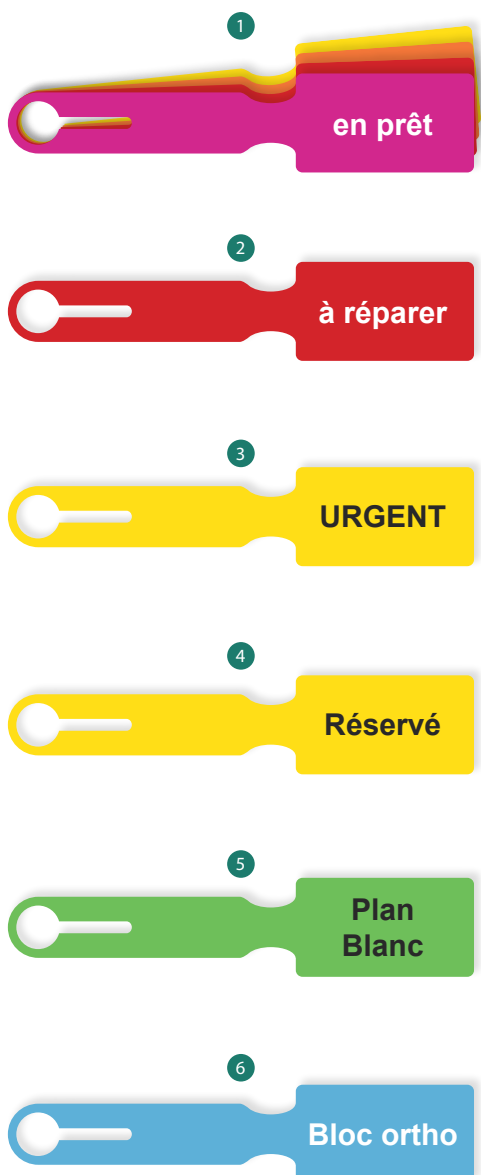 1
en prêt
2
à réparer
3
URGENT
4
Réservé
5
Plan
Blanc
6
Bloc ortho